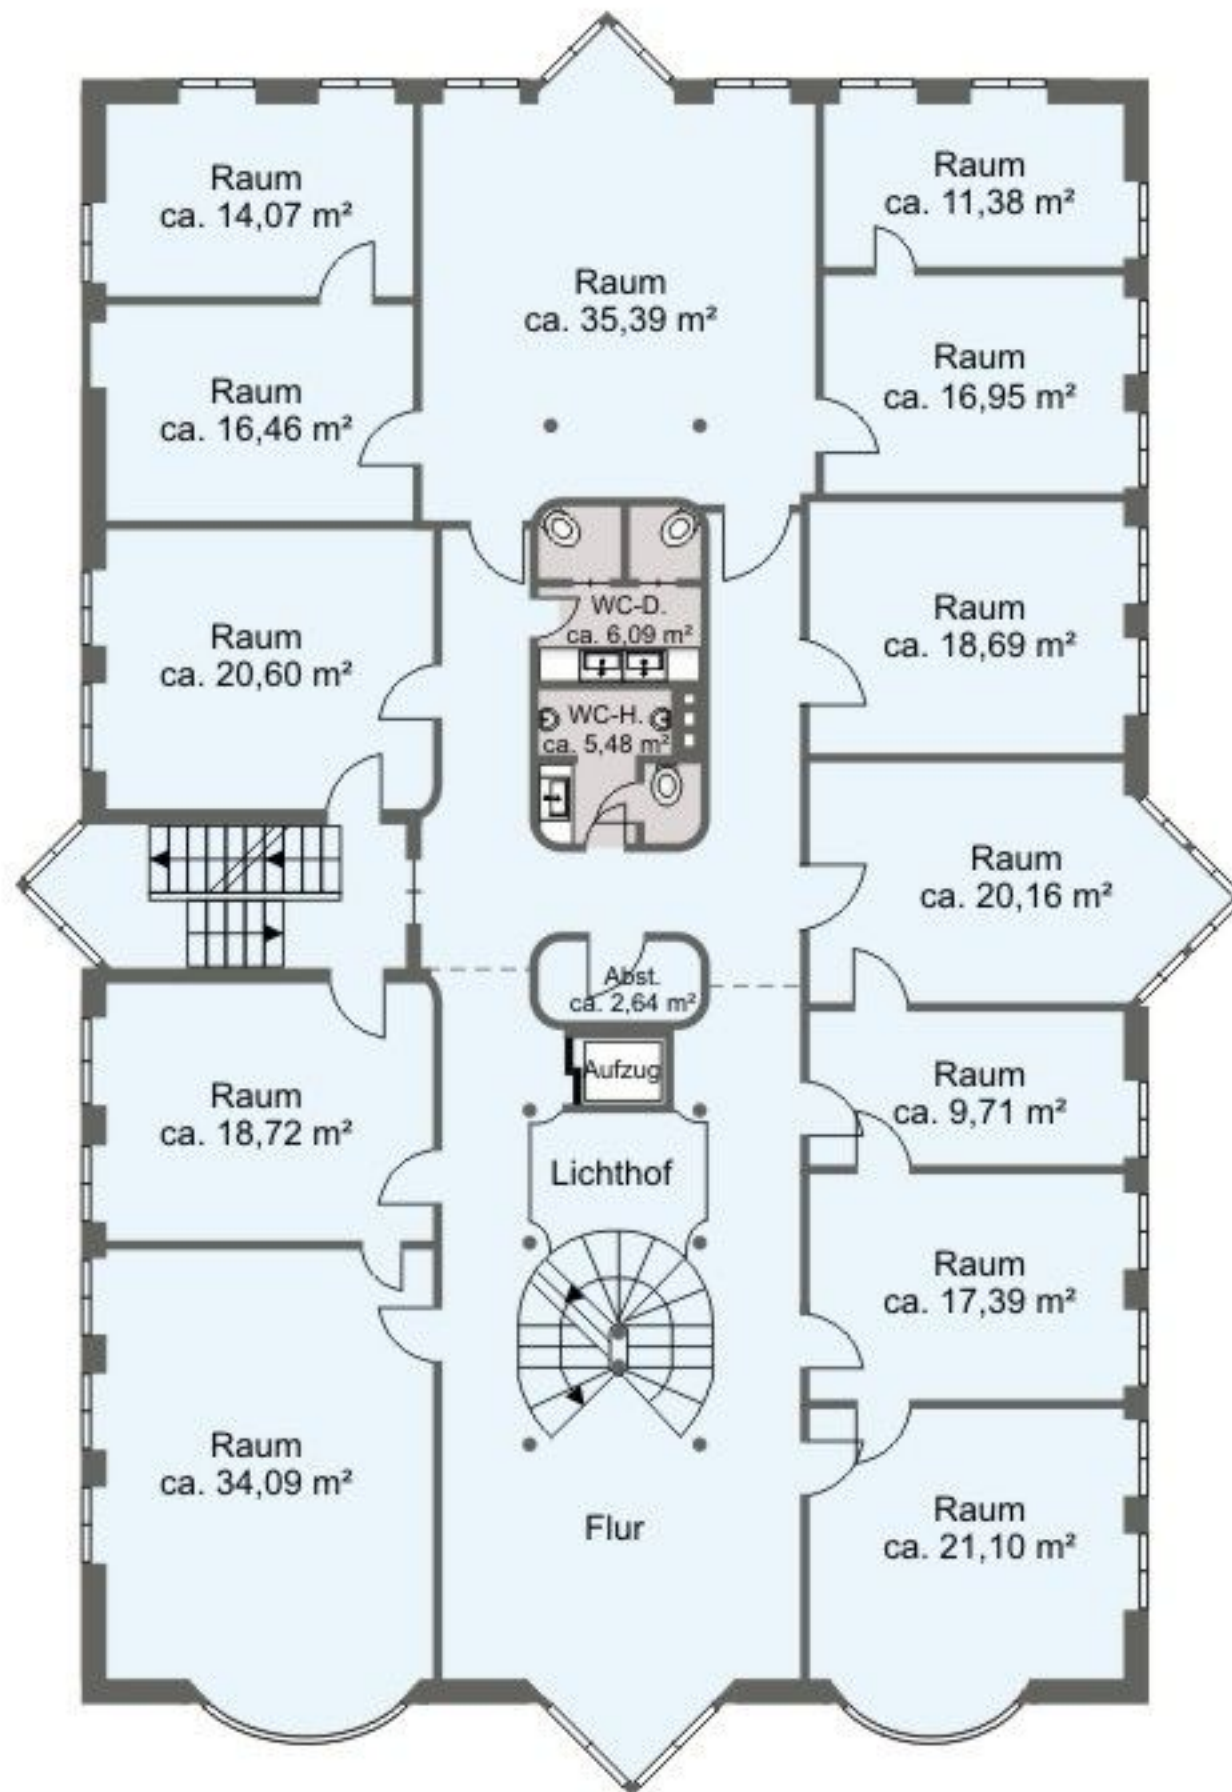 Raum
ca. 14,07 m²
Raum
ca. 11,38 m²
Raum
ca. 35,39 m²
Raum
ca. 16,46 m²
Raum
ca. 16,95 m²
Raum
ca. 20,60 m²
WC-D.
ca. 6,09 m²
Raum
ca. 18,69 m²
WC-H.
ca. 5,48 m²
Raum
ca. 20,16 m²
Abst.
ca. 2,64 m²
Aufzug
Raum
ca. 18,72 m²
Raum
ca. 9,71 m²
Lichthof
Raum
ca. 17,39 m²
Raum
ca. 34,09 m²
Flur
Raum
ca. 21,10 m²